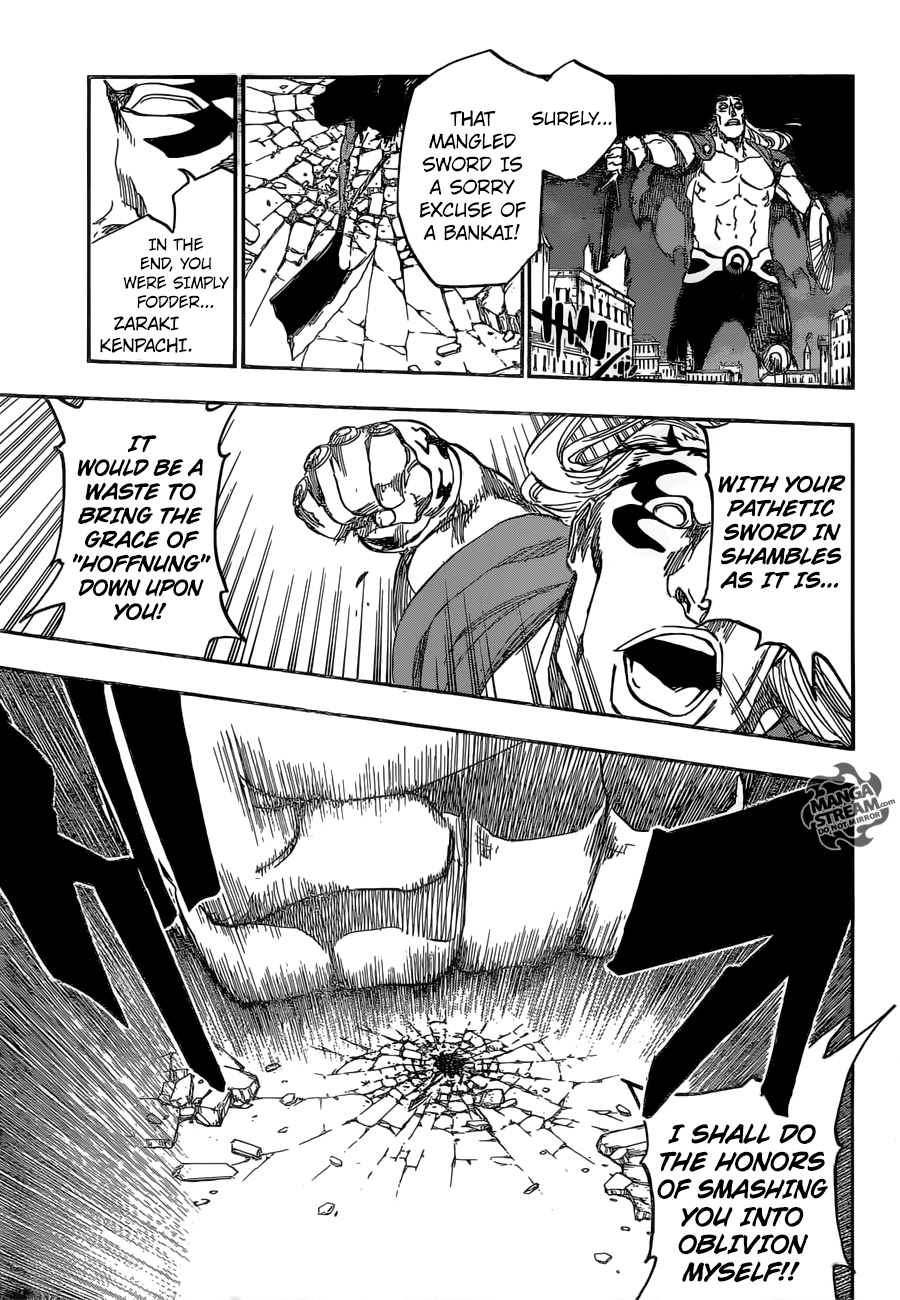 SURELY...
THAT
MANGLED
SWORD IS
A SORRY
EXCUSE OF
A BANKAI!
IN THE
END, YOU
WERE SIMPLY
FODDER...
ZARAKI
KENPACHI.
WITH YOUR
PATHETIC
SWORD IN
SHAMBLES
AS IT IS...
IT
WOULD BE A
WASTE TO
BRING THE
GRACE OF
"HOFFNUNG"
DOWN UPON
YOU!
MANGA
STREAM.com
DO NOT MIRROR
I SHALL DO
THE HONORS
OF SMASHING
YOU INTO
OBLIVION
MYSELF!!